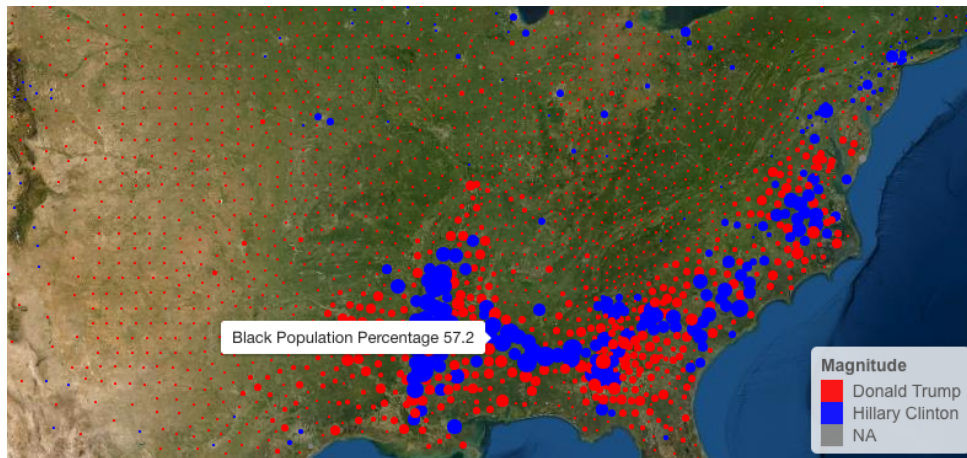 Black Population Percentage 57.2
Magnitude
Donald Trump
Hillary Clinton
NA